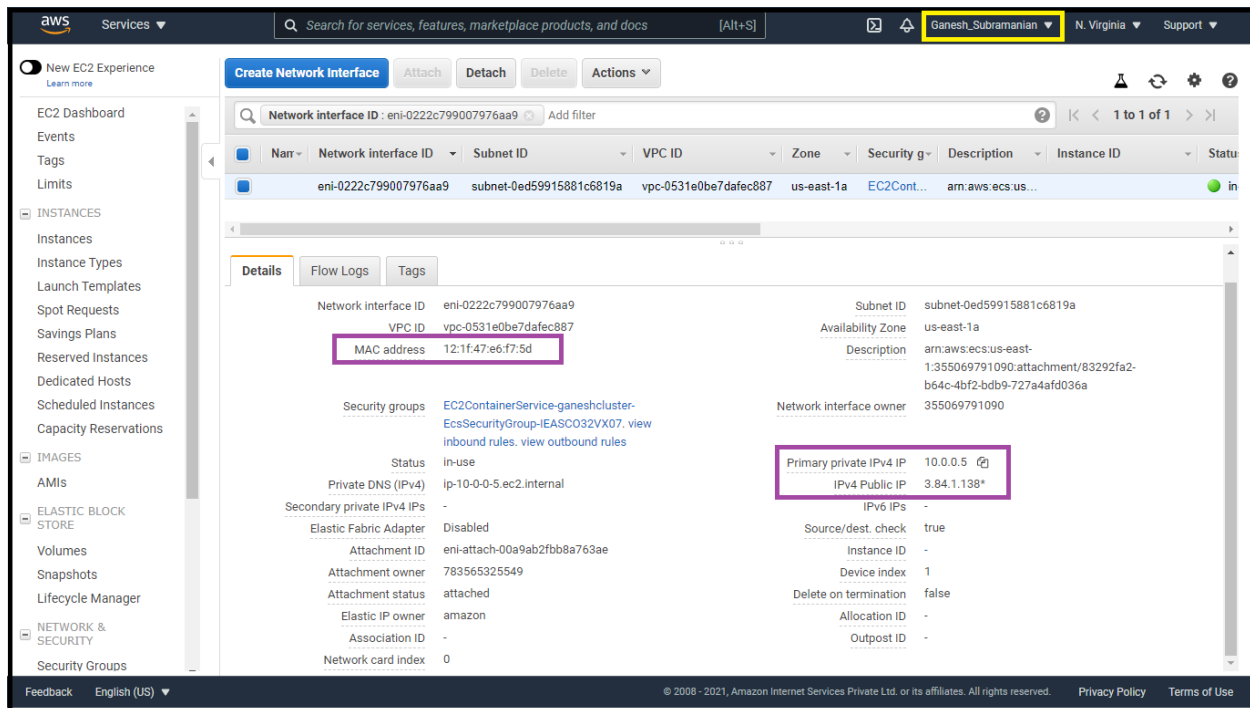 aws Services ▼ Search for services, features, marketplace products, and docs [Alt+S] Ganesh_Subramanian ▼ N. Virginia ▼ Support ▼
New EC2 Experience
Learn more
EC2 Dashboard
Events
Tags
Limits
INSTANCES
Instances
Instance Types
Launch Templates
Spot Requests
Savings Plans
Reserved Instances
Dedicated Hosts
Scheduled Instances
Capacity Reservations
IMAGES
AMIs
ELASTIC BLOCK
STORE
Volumes
Snapshots
Lifecycle Manager
NETWORK &
SECURITY
Security Groups
Create Network Interface Attach Detach Delete Actions
Network interface ID : eni-0222c799007976aa9 Add filter 1 to 1 of 1
Nam Network interface ID Subnet ID VPC ID Zone Security g Description Instance ID Statu
eni-0222c799007976aa9 subnet-0ed59915881c6819a vpc-0531e0be7dafec887 us-east-1a EC2Cont... arn:aws:ecs:us... in-
Details Flow Logs Tags
Network interface ID eni-0222c799007976aa9 Subnet ID subnet-0ed59915881c6819a
VPC ID vpc-0531e0be7dafec887 Availability Zone us-east-1a
MAC address 12:1f:47:e6:f7:5d Description arn:aws:ecs:us-east-
1:355069791090:attachment/83292fa2-
b64c-4bf2-bdb9-727a4afd036a
Security groups EC2ContainerService-ganeshcluster- Network interface owner 355069791090
EcsSecurityGroup-IEASCO32VX07. view
inbound rules. view outbound rules
Status in-use Primary private IPv4 IP 10.0.0.5
Private DNS (IPv4) ip-10-0-0-5.ec2.internal IPv4 Public IP 3.84.1.138*
Secondary private IPv4 IPs - IPv6 IPs -
Elastic Fabric Adapter Disabled Source/dest. check true
Attachment ID eni-attach-00a9ab2fbb8a763ae Instance ID -
Attachment owner 783565325549 Device index 1
Attachment status attached Delete on termination false
Elastic IP owner amazon Allocation ID -
Association ID - Outpost ID -
Network card index 0
Feedback English (US) ▼ © 2008 - 2021, Amazon Internet Services Private Ltd. or its affiliates. All rights reserved. Privacy Policy Terms of Use